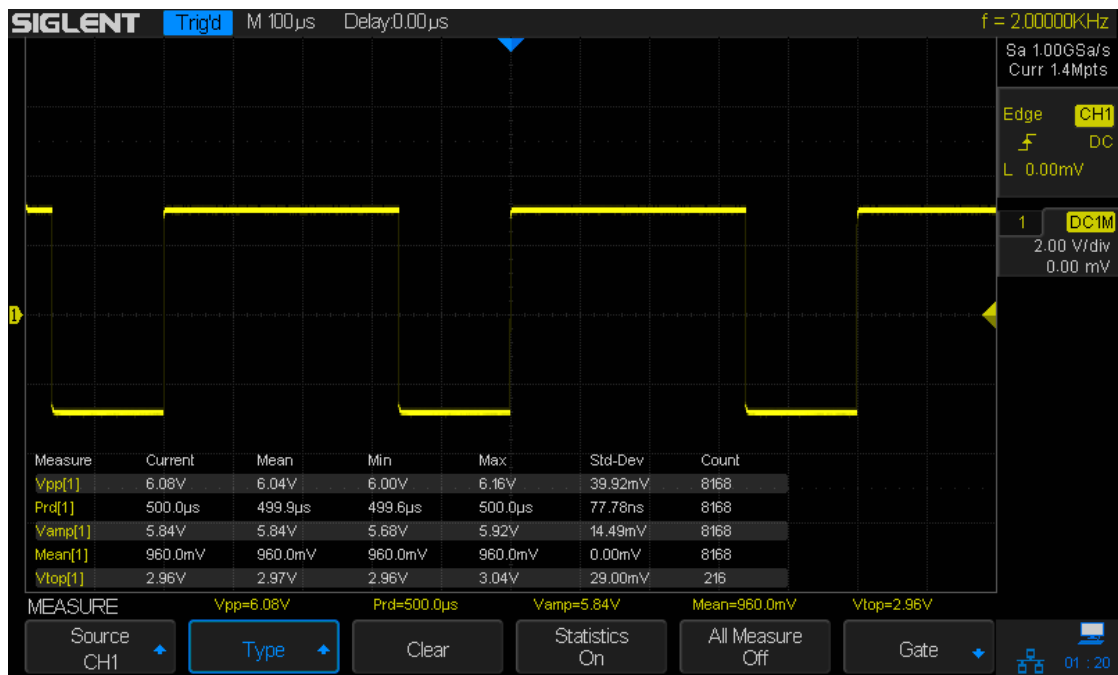 SIGLENT Trig'd M 100µs Delay:0.00µs f = 2.00000KHz
Sa 1.00GSa/s
Curr 1.4Mpts
Edge CH1
DC
L 0.00mV
1 DC1M
2.00 V/div
0.00 mV
1
Measure Current Mean Min Max Std-Dev Count
Vpp[1] 6.08V 6.04V 6.00V 6.16V 39.92mV 8168
Prd[1] 500.0µs 499.9µs 499.6µs 500.0µs 77.78ns 8168
Vamp[1] 5.84V 5.84V 5.68V 5.92V 14.49mV 8168
Mean[1] 960.0mV 960.0mV 960.0mV 960.0mV 0.00mV 8168
Vtop[1] 2.96V 2.97V 2.96V 3.04V 29.00mV 216
MEASURE Vpp=6.08V Prd=500.0µs Vamp=5.84V Mean=960.0mV Vtop=2.96V
Source Type Clear Statistics All Measure Gate
CH1 On Off
01 : 20